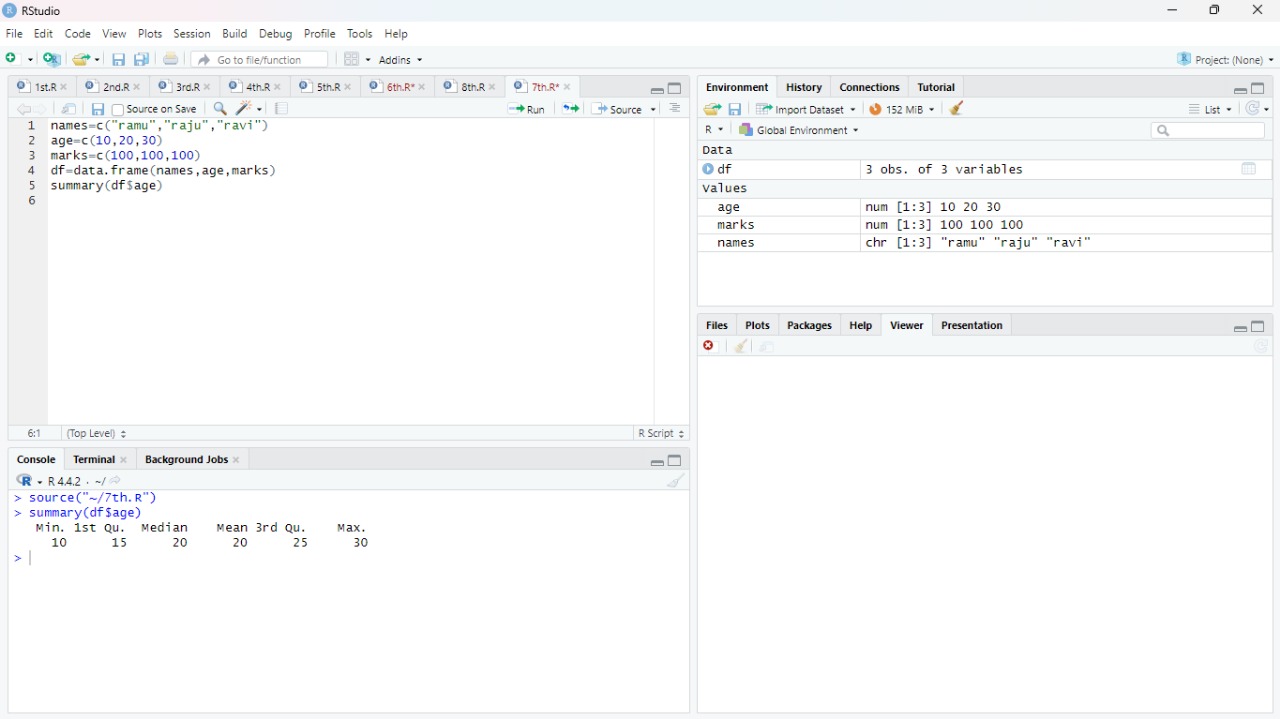 RStudio
File Edit Code View Plots Session Build Debug Profile Tools Help
Go to file/function Addins Project: (None)
1st.R 2nd.R 3rd.R 4th.R 5th.R 6th.R* 8th.R 7th.R*
Source on Save Run Source
1 names=c("ramu","raju","ravi")
2 age=c(10,20,30)
3 marks=c(100,100,100)
4 df=data.frame(names,age,marks)
5 summary(df$age)
6
6:1 (Top Level) R Script
Console Terminal Background Jobs
R 4.4.2 · ~/
> source("~/7th.R")
> summary(df$age)
Min. 1st Qu. Median Mean 3rd Qu. Max.
10 15 20 20 25 30
>
Environment History Connections Tutorial
Import Dataset 152 MiB List
R Global Environment
Data
df 3 obs. of 3 variables
Values
age num [1:3] 10 20 30
marks num [1:3] 100 100 100
names chr [1:3] "ramu" "raju" "ravi"
Files Plots Packages Help Viewer Presentation